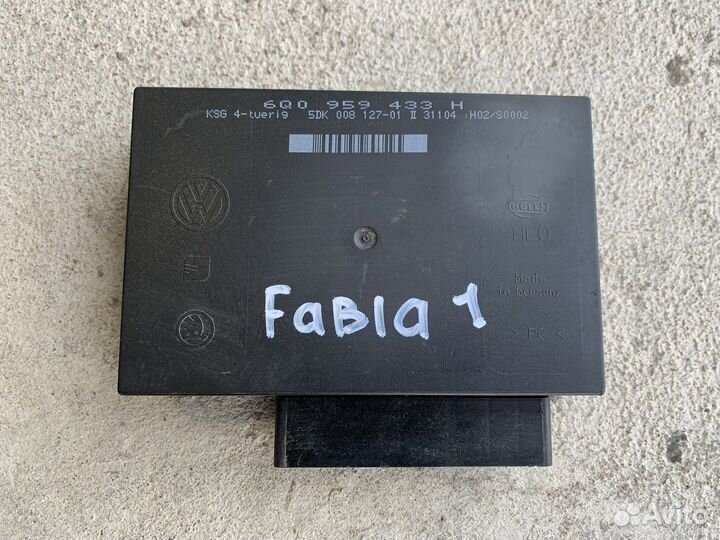 6Q0 959 433 H
KSG 4-tuerig 5DK 008 127-01 II 31104 H02/S0002
HELLA
HLO
Made
in Germany
> PC <
FABIA 1
Avito